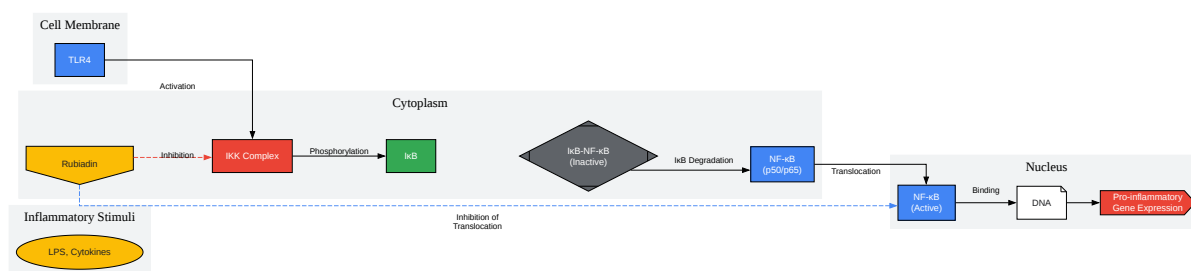 Cell Membrane
TLR4
Activation
Cytoplasm
Rubiadin
Inhibition
IKK Complex
Phosphorylation
IκB
IκB-NF-κB
(Inactive)
IκB Degradation
NF-κB
(p50/p65)
Translocation
Nucleus
NF-κB
(Active)
Binding
DNA
Pro-inflammatory
Gene Expression
Inhibition of
Translocation
Inflammatory Stimuli
LPS, Cytokines